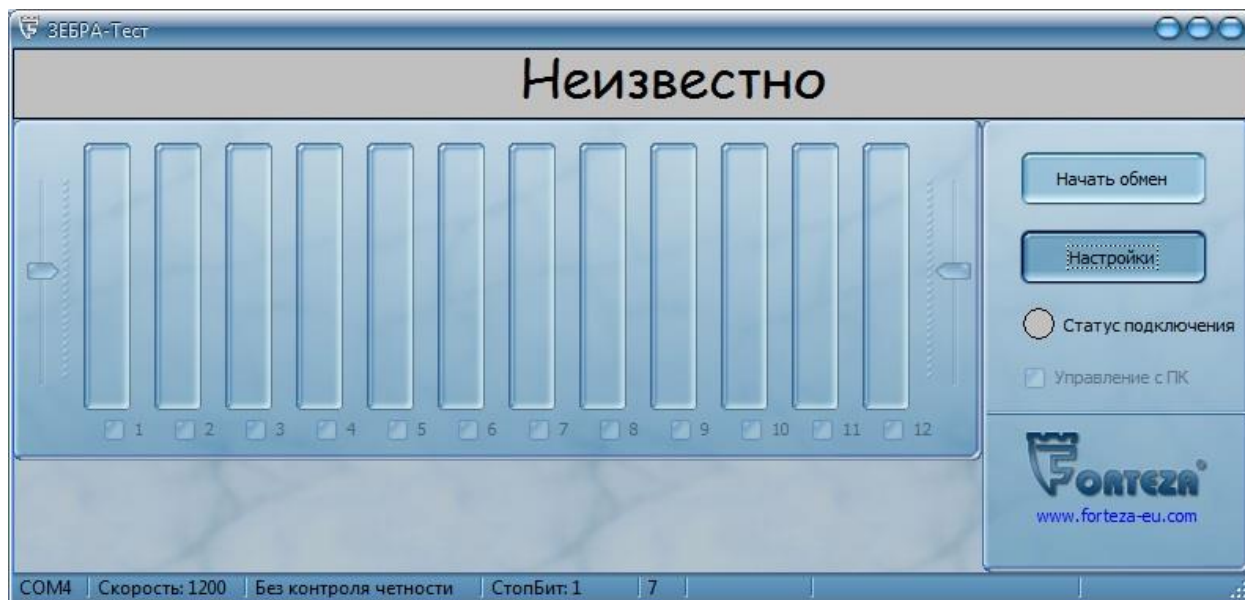 ЗЕБРА-Тест
Неизвестно
Начать обмен
Настройки
Статус подключения
Управление с ПК
1 2 3 4 5 6 7 8 9 10 11 12
FORTEZA®
www.forteza-eu.com
COM4 Скорость: 1200 Без контроля четности СтопБит: 1 7